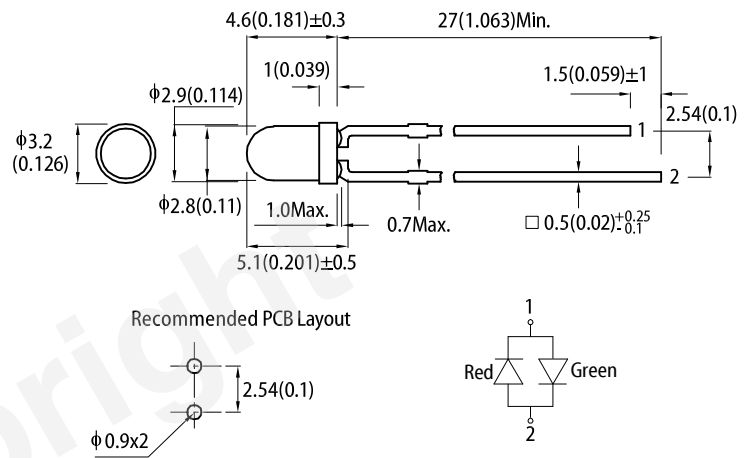 4.6(0.181)±0.3
27(1.063)Min.
1(0.039)
1.5(0.059)±1
ϕ2.9(0.114)
2.54(0.1)
ϕ3.2
(0.126)
1
2
ϕ2.8(0.11)
1.0Max.
0.7Max.
□ 0.5(0.02)+0.25
-0.1
5.1(0.201)±0.5
Recommended PCB Layout
2.54(0.1)
ϕ0.9x2
1
Red
Green
2
bright